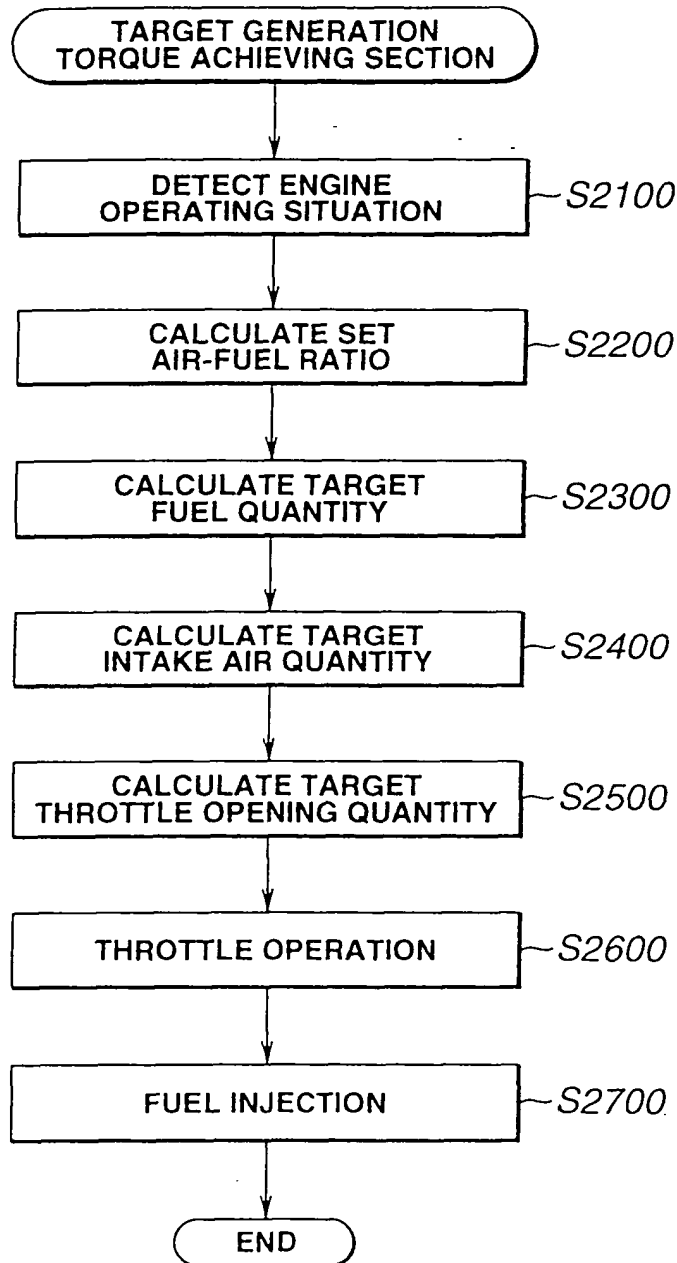 TARGET GENERATION
TORQUE ACHIEVING SECTION
DETECT ENGINE
OPERATING SITUATION
S2100
CALCULATE SET
AIR-FUEL RATIO
S2200
CALCULATE TARGET
FUEL QUANTITY
S2300
CALCULATE TARGET
INTAKE AIR QUANTITY
S2400
CALCULATE TARGET
THROTTLE OPENING QUANTITY
S2500
THROTTLE OPERATION
S2600
FUEL INJECTION
S2700
END